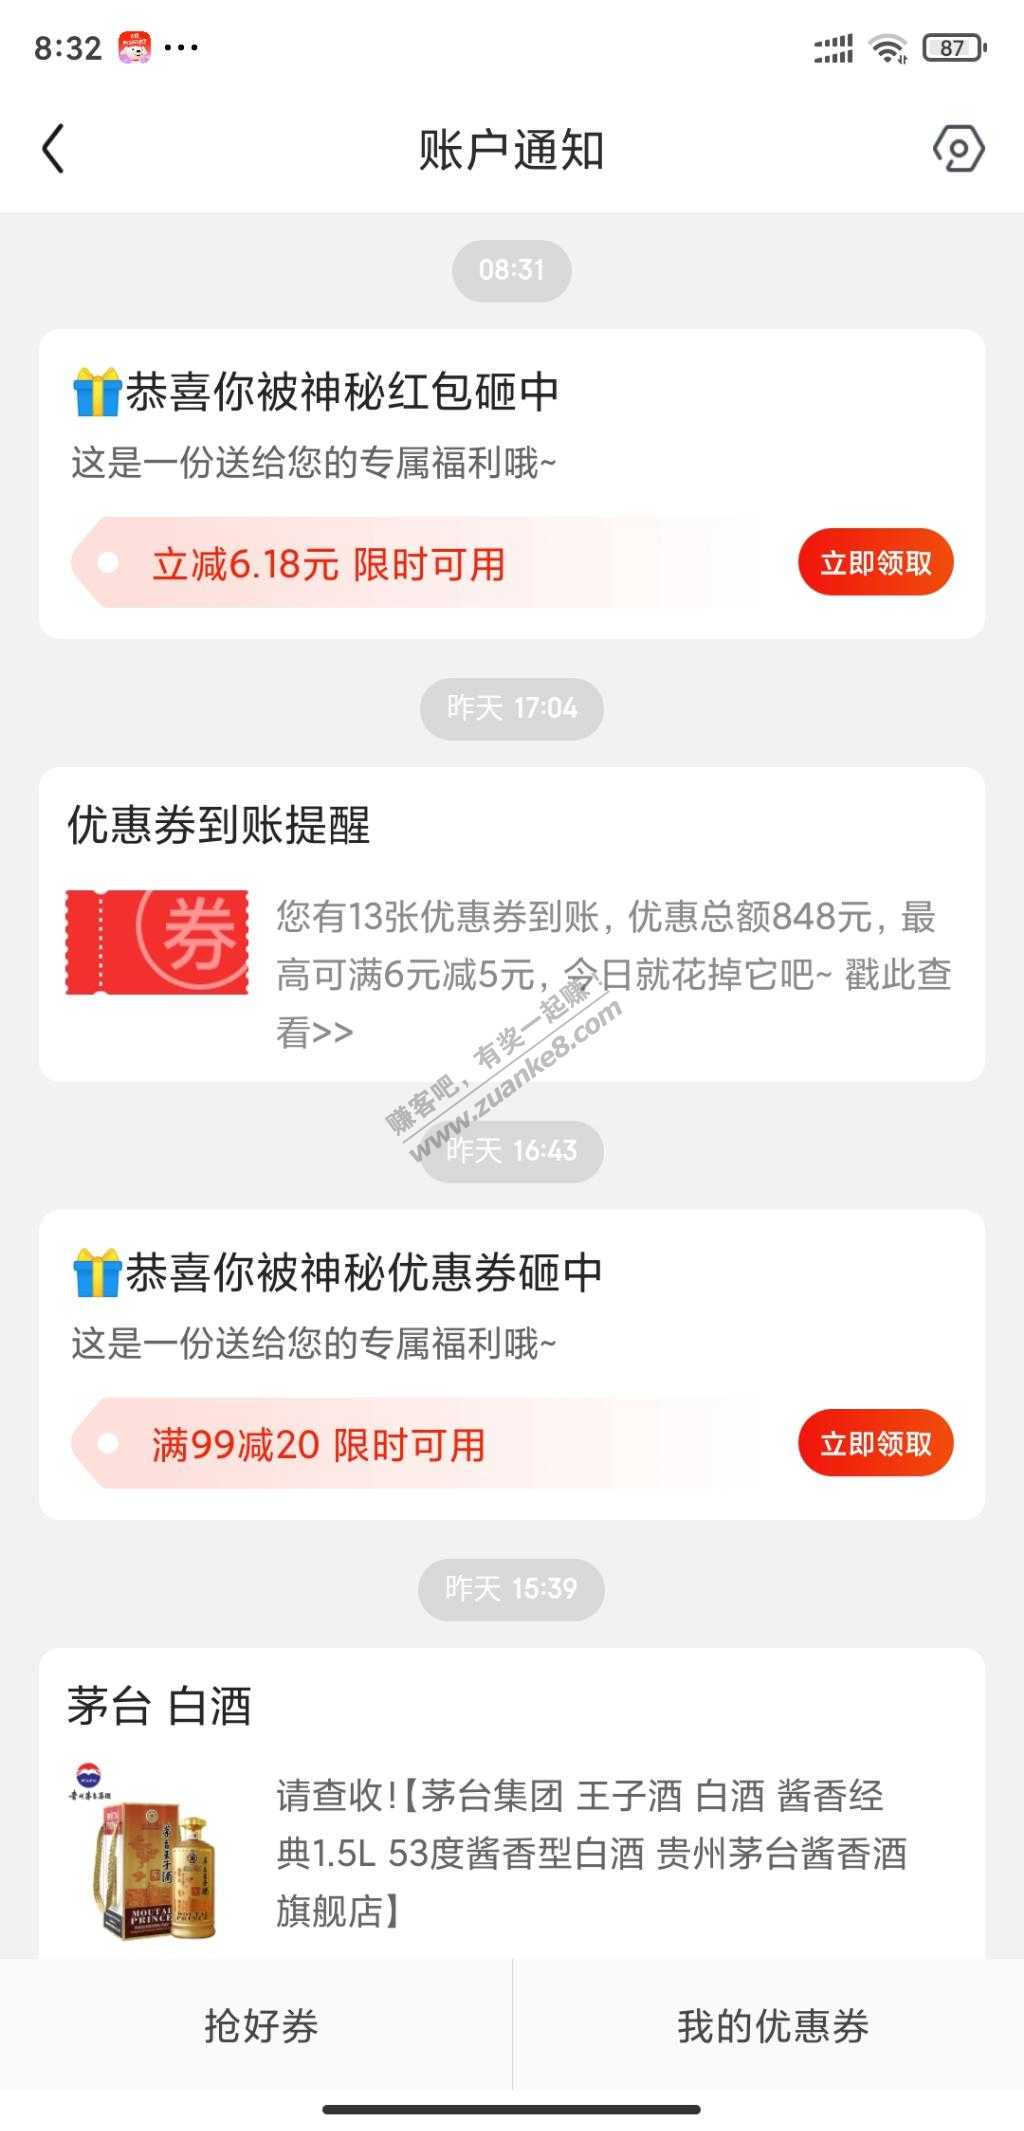 8:32
87
账户通知
08:31
恭喜你被神秘红包砸中
这是一份送给您的专属福利哦~
立减6.18元 限时可用
立即领取
昨天 17:04
优惠券到账提醒
券
您有13张优惠券到账，优惠总额848元，最
高可满6元减5元，今日就花掉它吧~ 戳此查
看>>
赚客吧，有奖一起赚！
www.zuanke8.com
昨天 16:43
恭喜你被神秘优惠券砸中
这是一份送给您的专属福利哦~
满99减20 限时可用
立即领取
昨天 15:39
茅台 白酒
请查收！【茅台集团 王子酒 白酒 酱香经
典1.5L 53度酱香型白酒 贵州茅台酱香酒
旗舰店】
MOUTAI
PRINCE
抢好券
我的优惠券